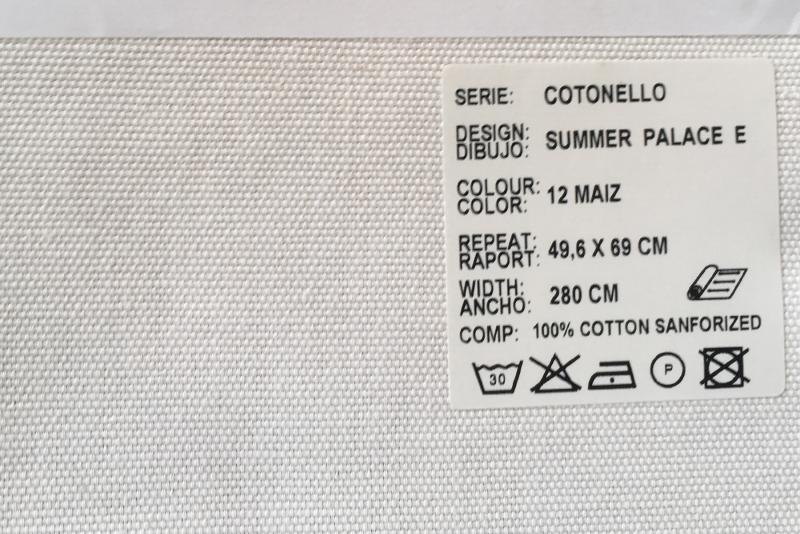 SERIE: COTONELLO
DESIGN:
DIBUJO: SUMMER PALACE E
COLOUR:
COLOR: 12 MAIZ
REPEAT:
RAPORT: 49,6 X 69 CM
WIDTH:
ANCHO: 280 CM
COMP: 100% COTTON SANFORIZED
30 P